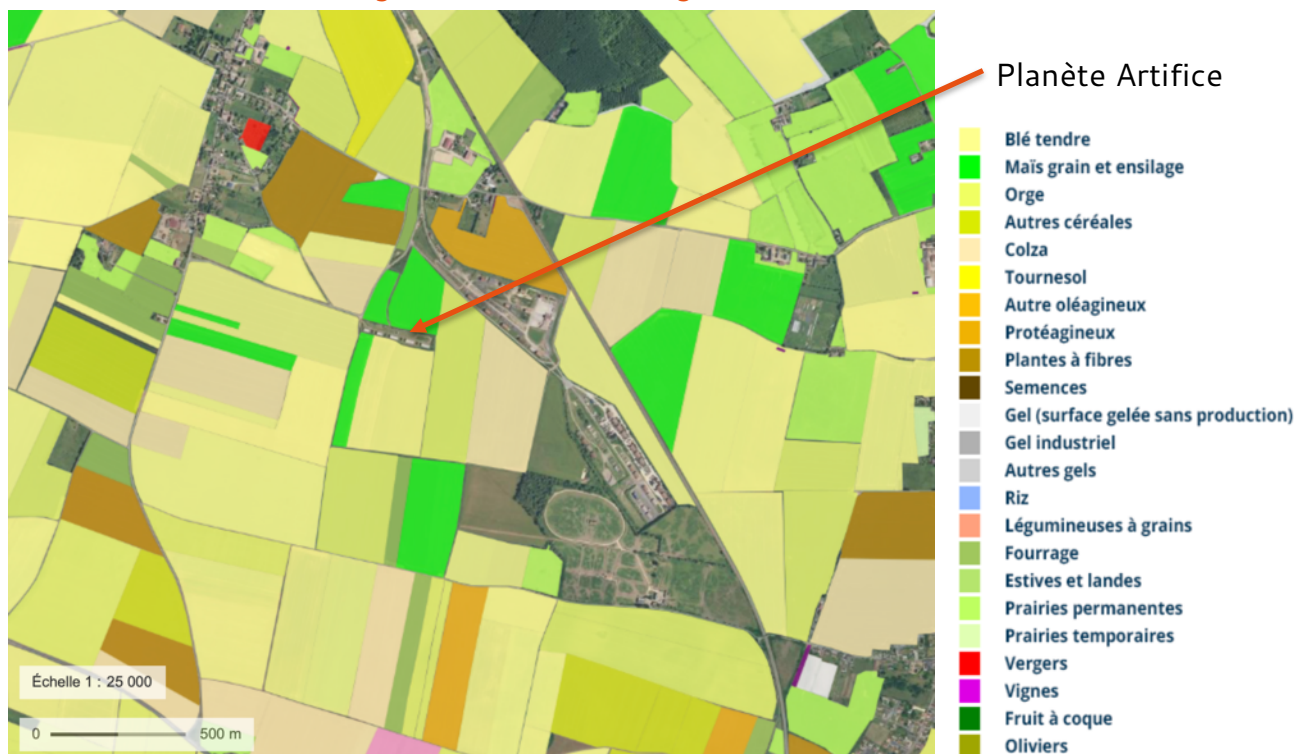 Planète Artifice
Blé tendre
Maïs grain et ensilage
Orge
Autres céréales
Colza
Tournesol
Autre oléagineux
Protéagineux
Plantes à fibres
Semences
Gel (surface gelée sans production)
Gel industriel
Autres gels
Riz
Légumineuses à grains
Fourrage
Estives et landes
Prairies permanentes
Prairies temporaires
Vergers
Vignes
Fruit à coque
Oliviers
Échelle 1 : 25 000
0 500 m